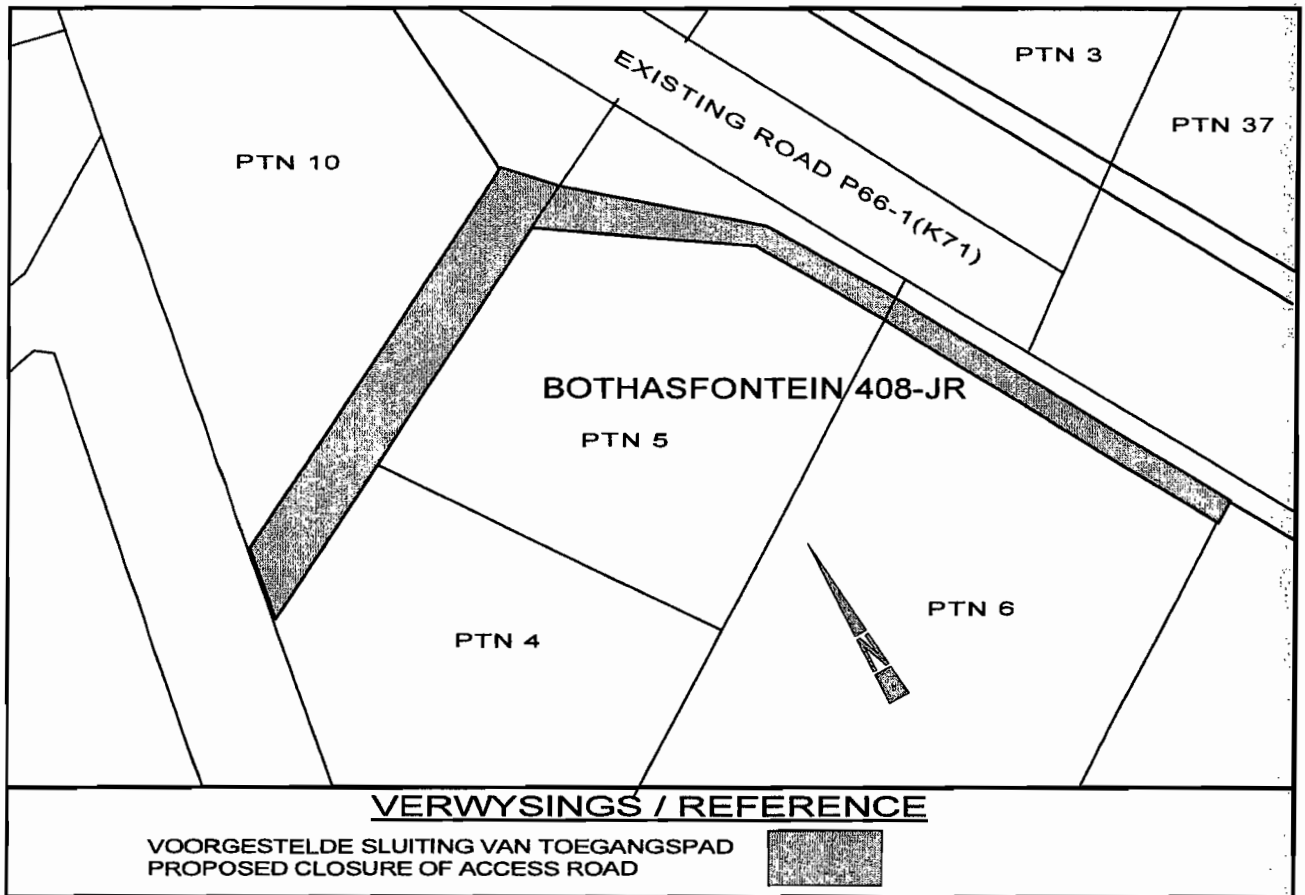 PTN 3
EXISTING ROAD P66-1(K71)
PTN 37
PTN 10
BOTHASFONTEIN 408-JR
PTN 5
PTN 6
N
PTN 4
VERWYSINGS / REFERENCE
VOORGESTELDE SLUITING VAN TOEGANGSPAD
PROPOSED CLOSURE OF ACCESS ROAD